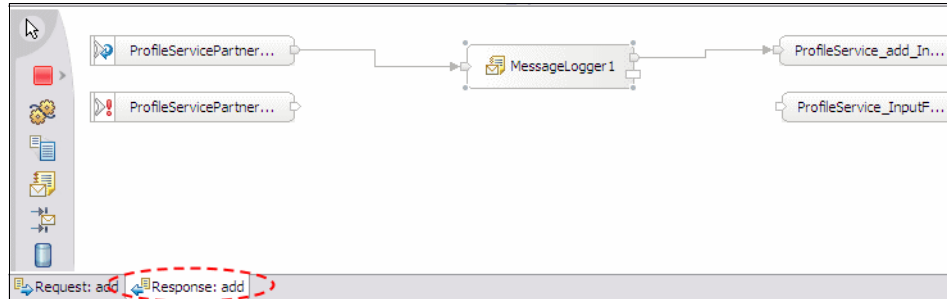 ProfileServicePartner...
MessageLogger1
ProfileService_add_In...
ProfileServicePartner...
ProfileService_InputF...
Request: add
Response: add